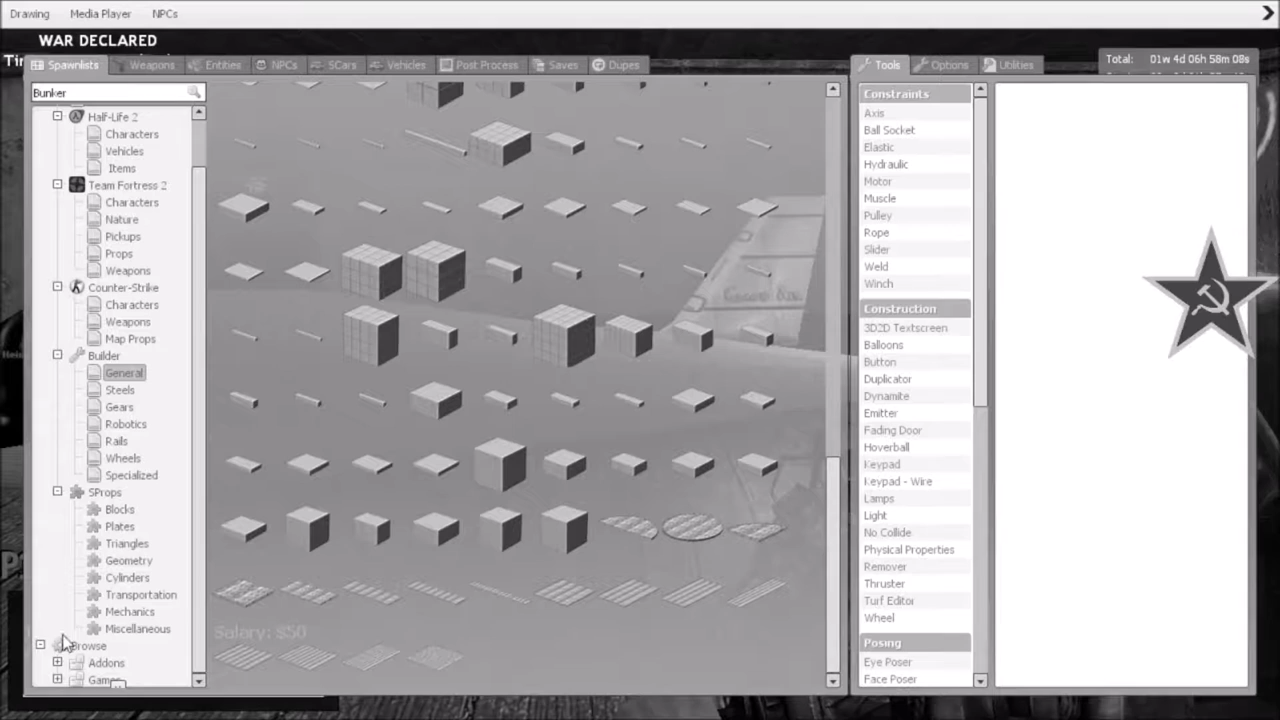 Drawing Media Player NPCs
WAR DECLARED
Spawnlists Weapons Entities NPCs SCars Vehicles Post Process Saves Dupes
Tools Options Utilities
Total: 01w 4d 06h 58m 08s
Bunker
Half-Life 2
Characters
Vehicles
Items
Team Fortress 2
Characters
Nature
Pickups
Props
Weapons
Counter-Strike
Characters
Weapons
Map Props
Builder
General
Steels
Gears
Robotics
Rails
Wheels
Specialized
SProps
Blocks
Plates
Triangles
Geometry
Cylinders
Transportation
Mechanics
Miscellaneous
Browse
Addons
Salary: $50
Constraints
Axis
Ball Socket
Elastic
Hydraulic
Motor
Muscle
Pulley
Rope
Slider
Weld
Winch
Construction
3D2D Textscreen
Balloons
Button
Duplicator
Dynamite
Emitter
Fading Door
Hoverball
Keypad
Keypad - Wire
Lamps
Light
No Collide
Physical Properties
Remover
Thruster
Turf Editor
Wheel
Posing
Eye Poser
Face Poser